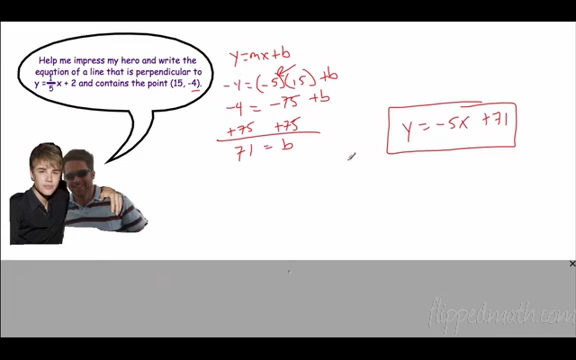 Help me impress my hero and write the
equation of a line that is perpendicular to
y = 1/5 x + 2 and contains the point (15, -4).
y=mx+b
-4=(-5)(15)+b
-4 = -75 +b
+75 +75
71 = b
y=-5x +71
flippedmath.com